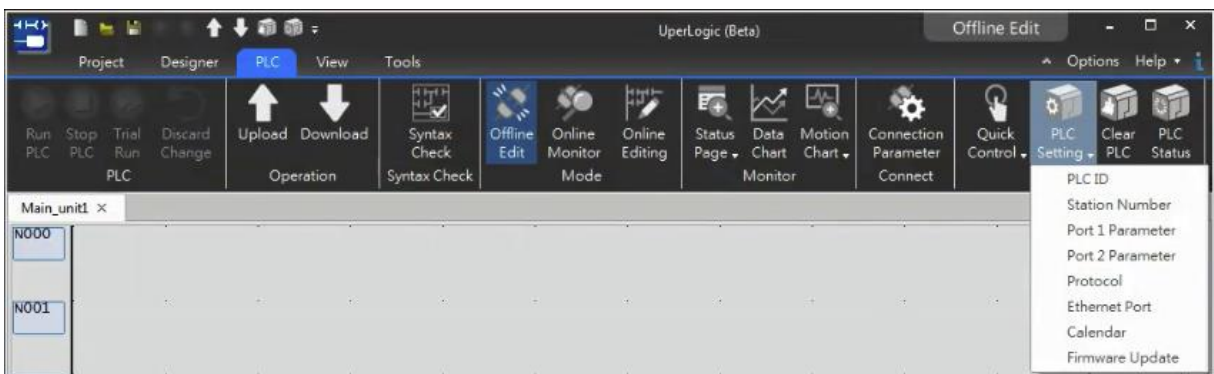 UperLogic (Beta)
Offline Edit
Project Designer PLC View Tools
Options Help
Run PLC
Stop PLC
Trial Run
Discard Change
PLC
Upload
Download
Operation
Syntax Check
Syntax Check
Offline Edit
Online Monitor
Online Editing
Mode
Status Page
Data Chart
Motion Chart
Monitor
Connection Parameter
Connect
Quick Control
PLC Setting
Clear PLC
PLC Status
PLC ID
Station Number
Port 1 Parameter
Port 2 Parameter
Protocol
Ethernet Port
Calendar
Firmware Update
Main_unit1 ×
N000
N001